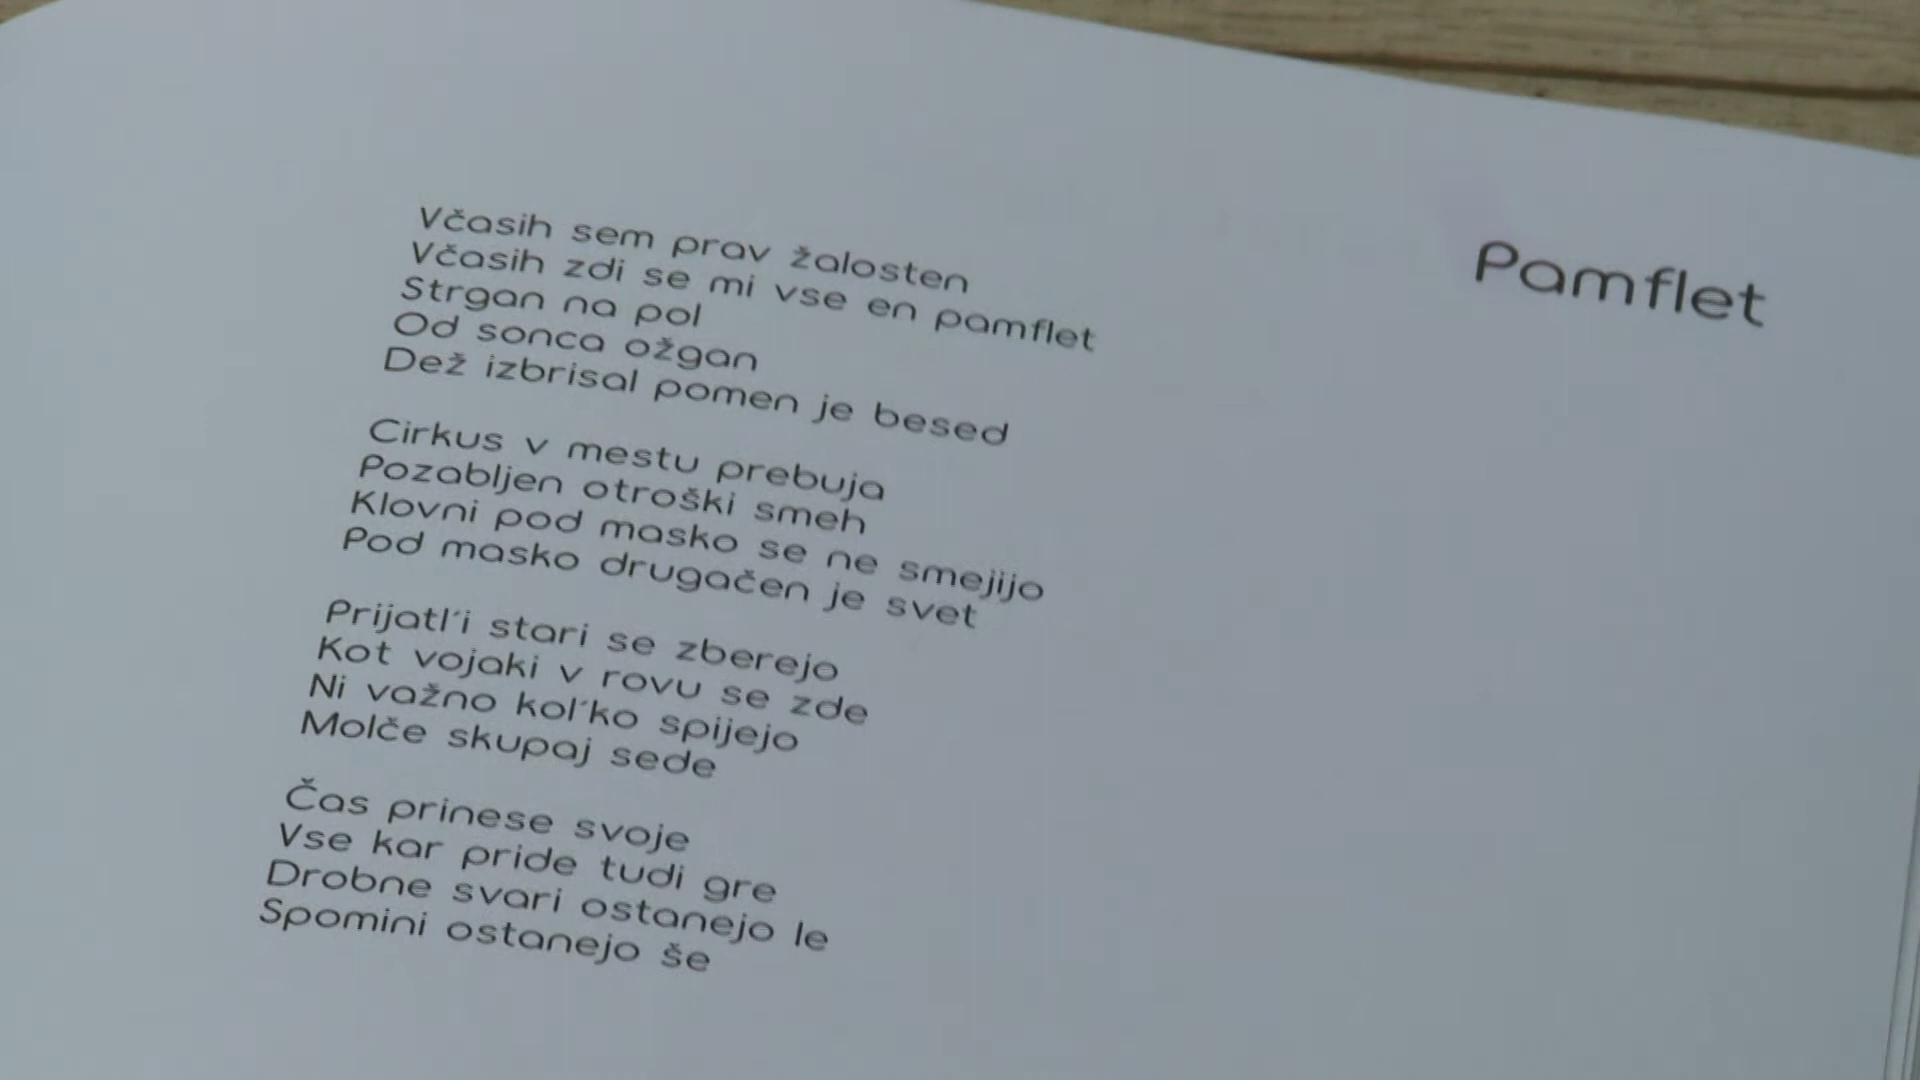 Pamflet
Včasih sem prav žalosten
Včasih zdi se mi vse en pamflet
Strgan na pol
Od sonca ožgan
Dež izbrisal pomen je besed
Cirkus v mestu prebuja
Pozabljen otroški smeh
Klovni pod masko se ne smejijo
Pod masko drugačen je svet
Prijatl´i stari se zberejo
Kot vojaki v rovu se zde
Ni važno kol´ko spijejo
Molče skupaj sede
Čas prinese svoje
Vse kar pride tudi gre
Drobne svari ostanejo le
Spomini ostanejo še